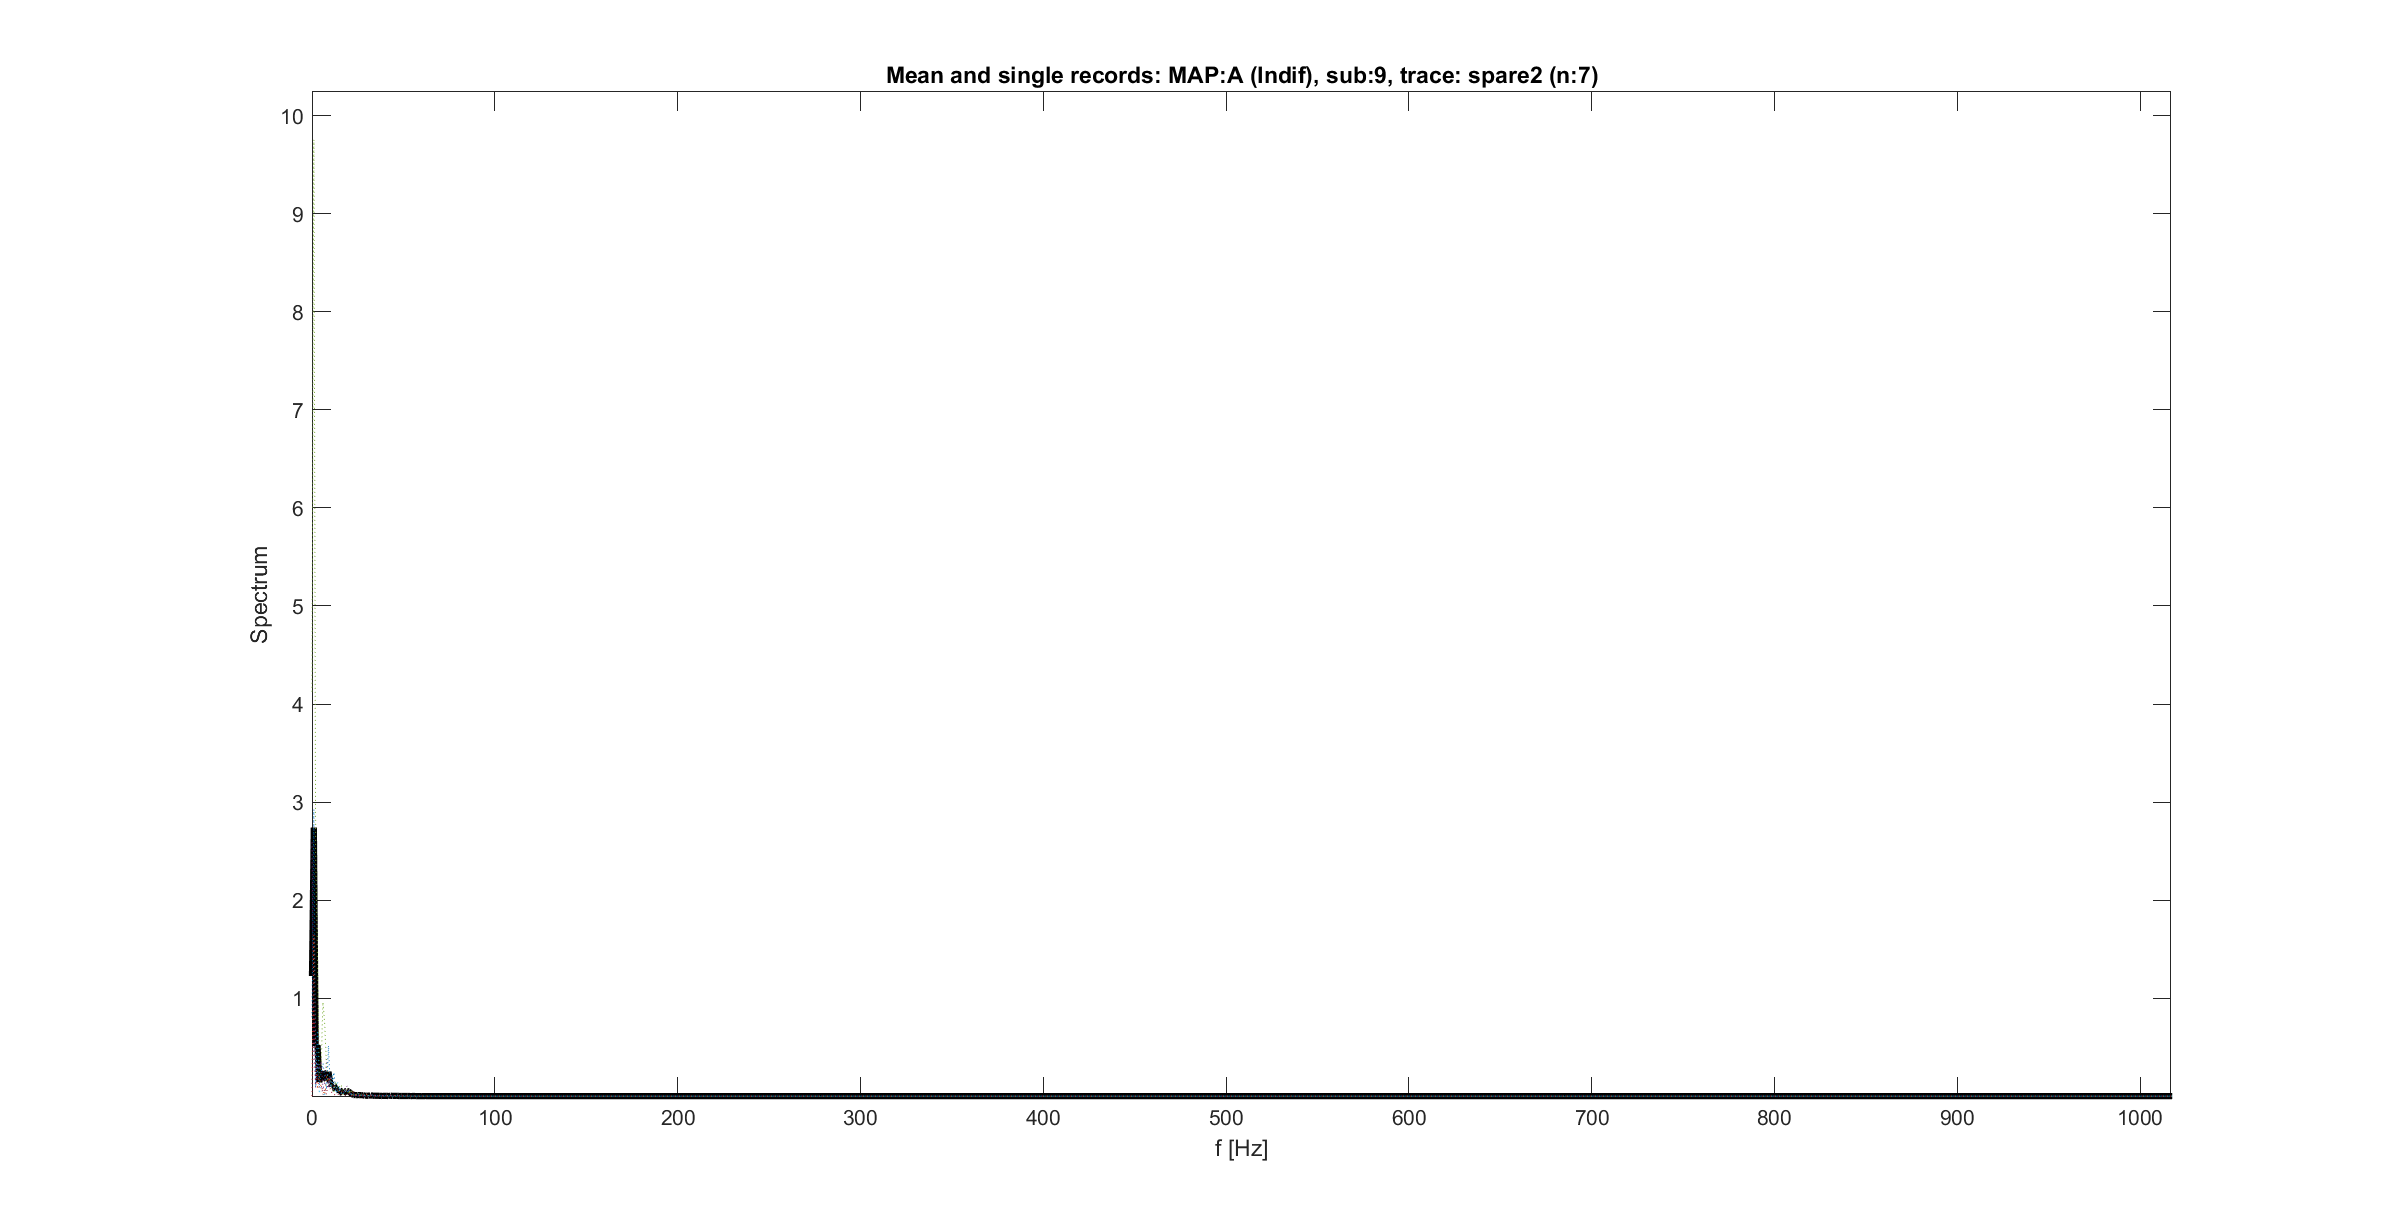 Mean and single records: MAP:A (Indif), sub:9, trace: spare2 (n:7)
10
9
8
7
6
5
4
3
2
1
Spectrum
0 100 200 300 400 500 600 700 800 900 1000
f [Hz]